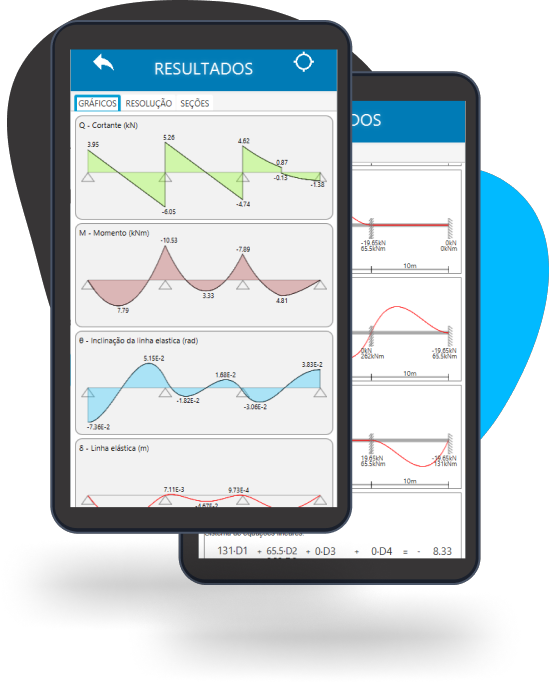 RESULTADOS
GRÁFICOS RESOLUÇÃO SEÇÕES
Q - Cortante (kN)
3.95 5.26 4.62 0.87
-6.05 -4.74 -0.13 -1.38
M - Momento (kNm)
-10.53 -7.89
7.79 3.33 4.81
θ - Inclinação da linha elastica (rad)
5.15E-2 1.68E-2 3.83E-2
-7.36E-2 -1.82E-2 -3.06E-2
δ - Linha elástica (m)
7.11E-3 9.73E-4
DOS
-19.65kN 0kN
65.5kNm 0kNm
10m
0kN -19.65kN
262kNm 65.5kNm
10m
19.65kN -39.65kN
65.5kNm 131kNm
10m
equações lineares:
131·D1 + 65.5·D2 + 0·D3 + 0·D4 = - 8.33